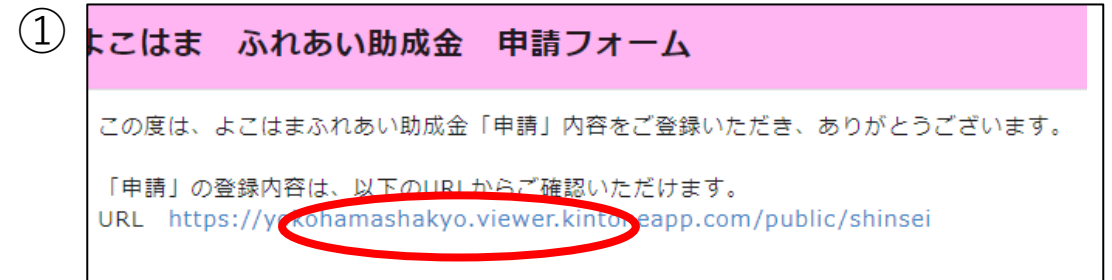 ①
よこはま　ふれあい助成金　申請フォーム
この度は、よこはまふれあい助成金「申請」内容をご登録いただき、ありがとうございます。
「申請」の登録内容は、以下のURLからご確認いただけます。
URL　https://yokohamashakyo.viewer.kintoneapp.com/public/shinsei